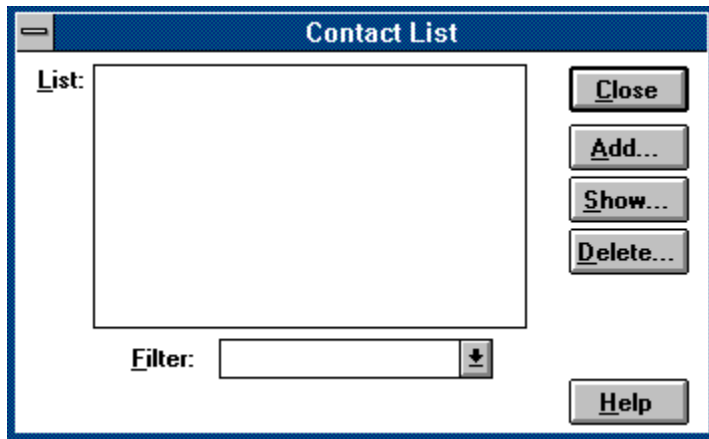 Contact List
List:
Close
Add...
Show...
Delete...
Filter:
Help